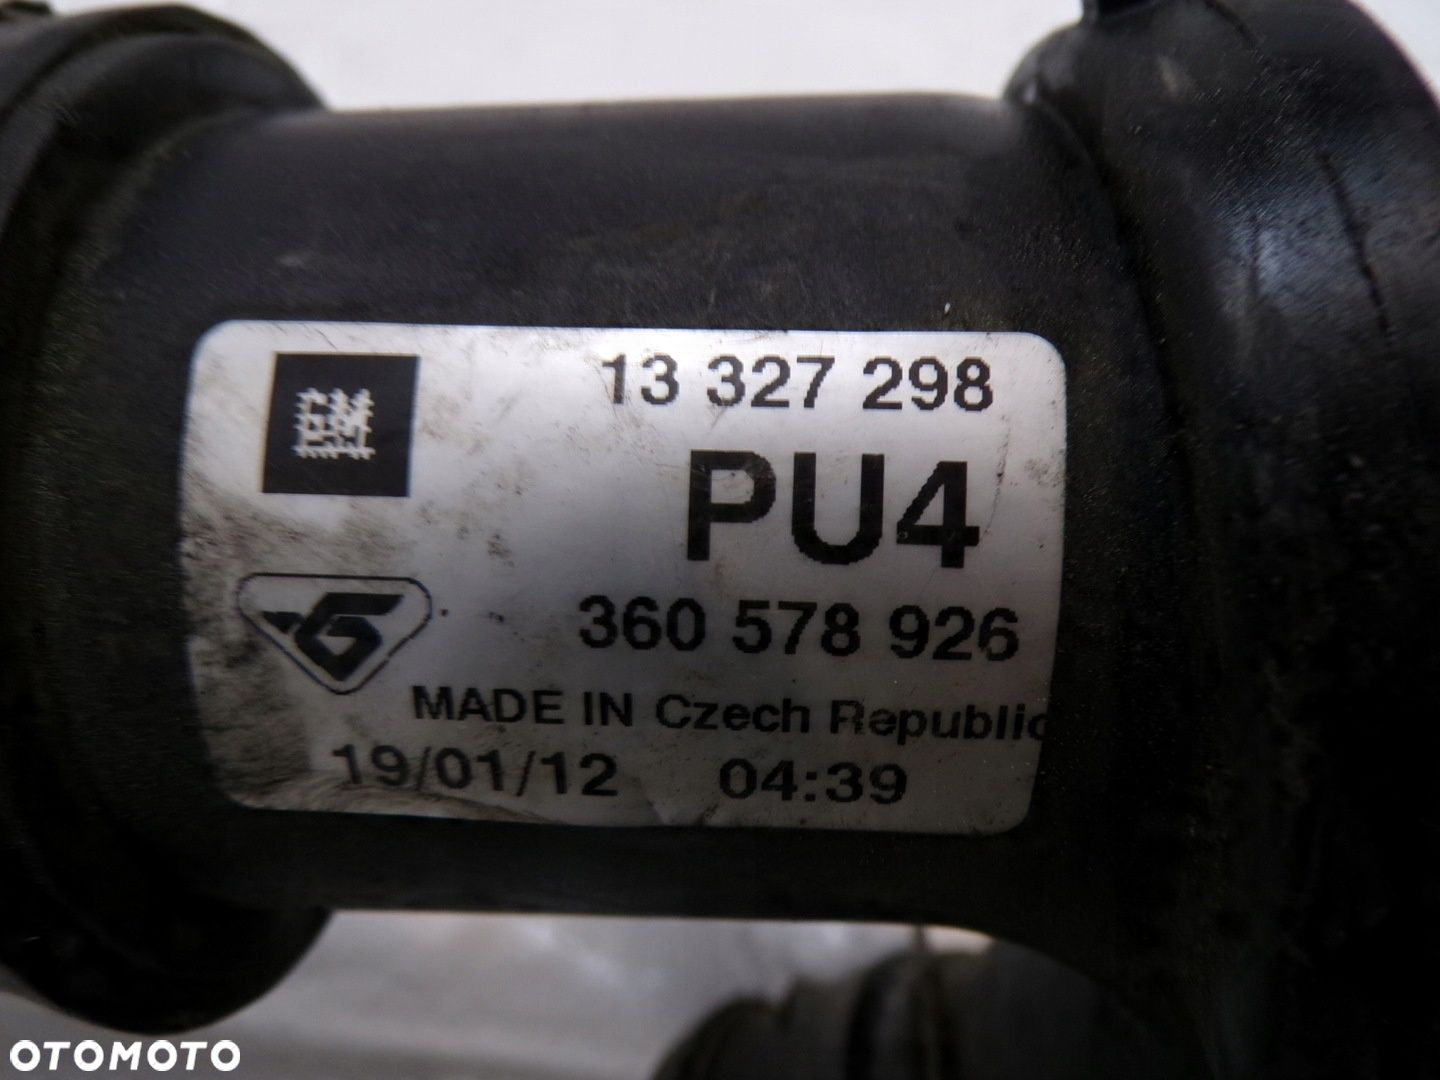 13 327 298
GM
PU4
360 578 926
MADE IN Czech Republic
19/01/12 04:39
OTOMOTO